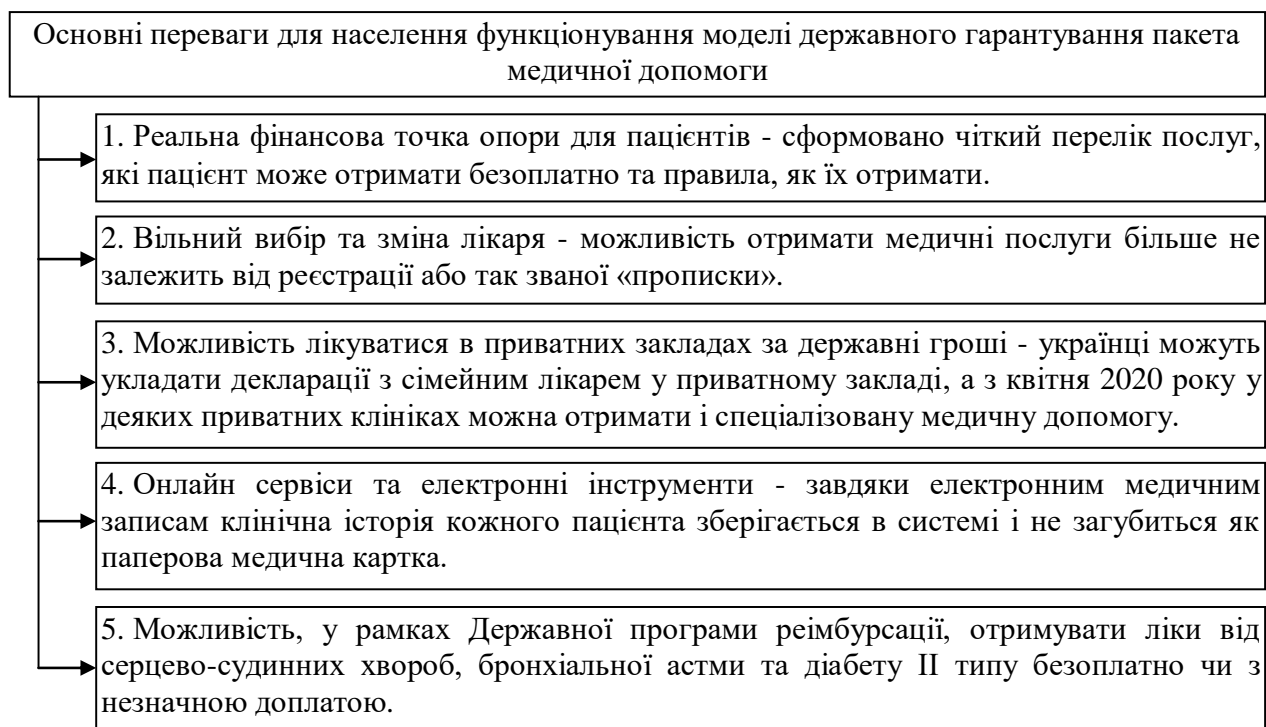 Основні переваги для населення функціонування моделі державного гарантування пакета
медичної допомоги
1. Реальна фінансова точка опори для пацієнтів - сформовано чіткий перелік послуг,
які пацієнт може отримати безоплатно та правила, як їх отримати.
2. Вільний вибір та зміна лікаря - можливість отримати медичні послуги більше не
залежить від реєстрації або так званої «прописки».
3. Можливість лікуватися в приватних закладах за державні гроші - українці можуть
укладати декларації з сімейним лікарем у приватному закладі, а з квітня 2020 року у
деяких приватних клініках можна отримати і спеціалізовану медичну допомогу.
4. Онлайн сервіси та електронні інструменти - завдяки електронним медичним
записам клінічна історія кожного пацієнта зберігається в системі і не загубиться як
паперова медична картка.
5. Можливість, у рамках Державної програми реімбурсації, отримувати ліки від
серцево-судинних хвороб, бронхіальної астми та діабету II типу безоплатно чи з
незначною доплатою.